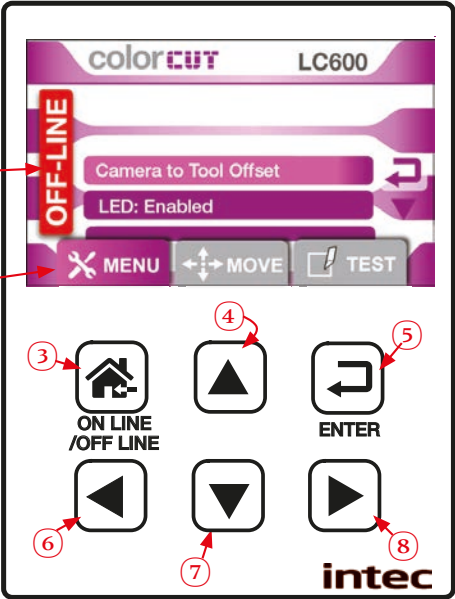 colorcut LC600
OFF-LINE
Camera to Tool Offset
LED: Enabled
MENU MOVE TEST
4
3 5
ON LINE
/OFF LINE
ENTER
6 7 8
intec